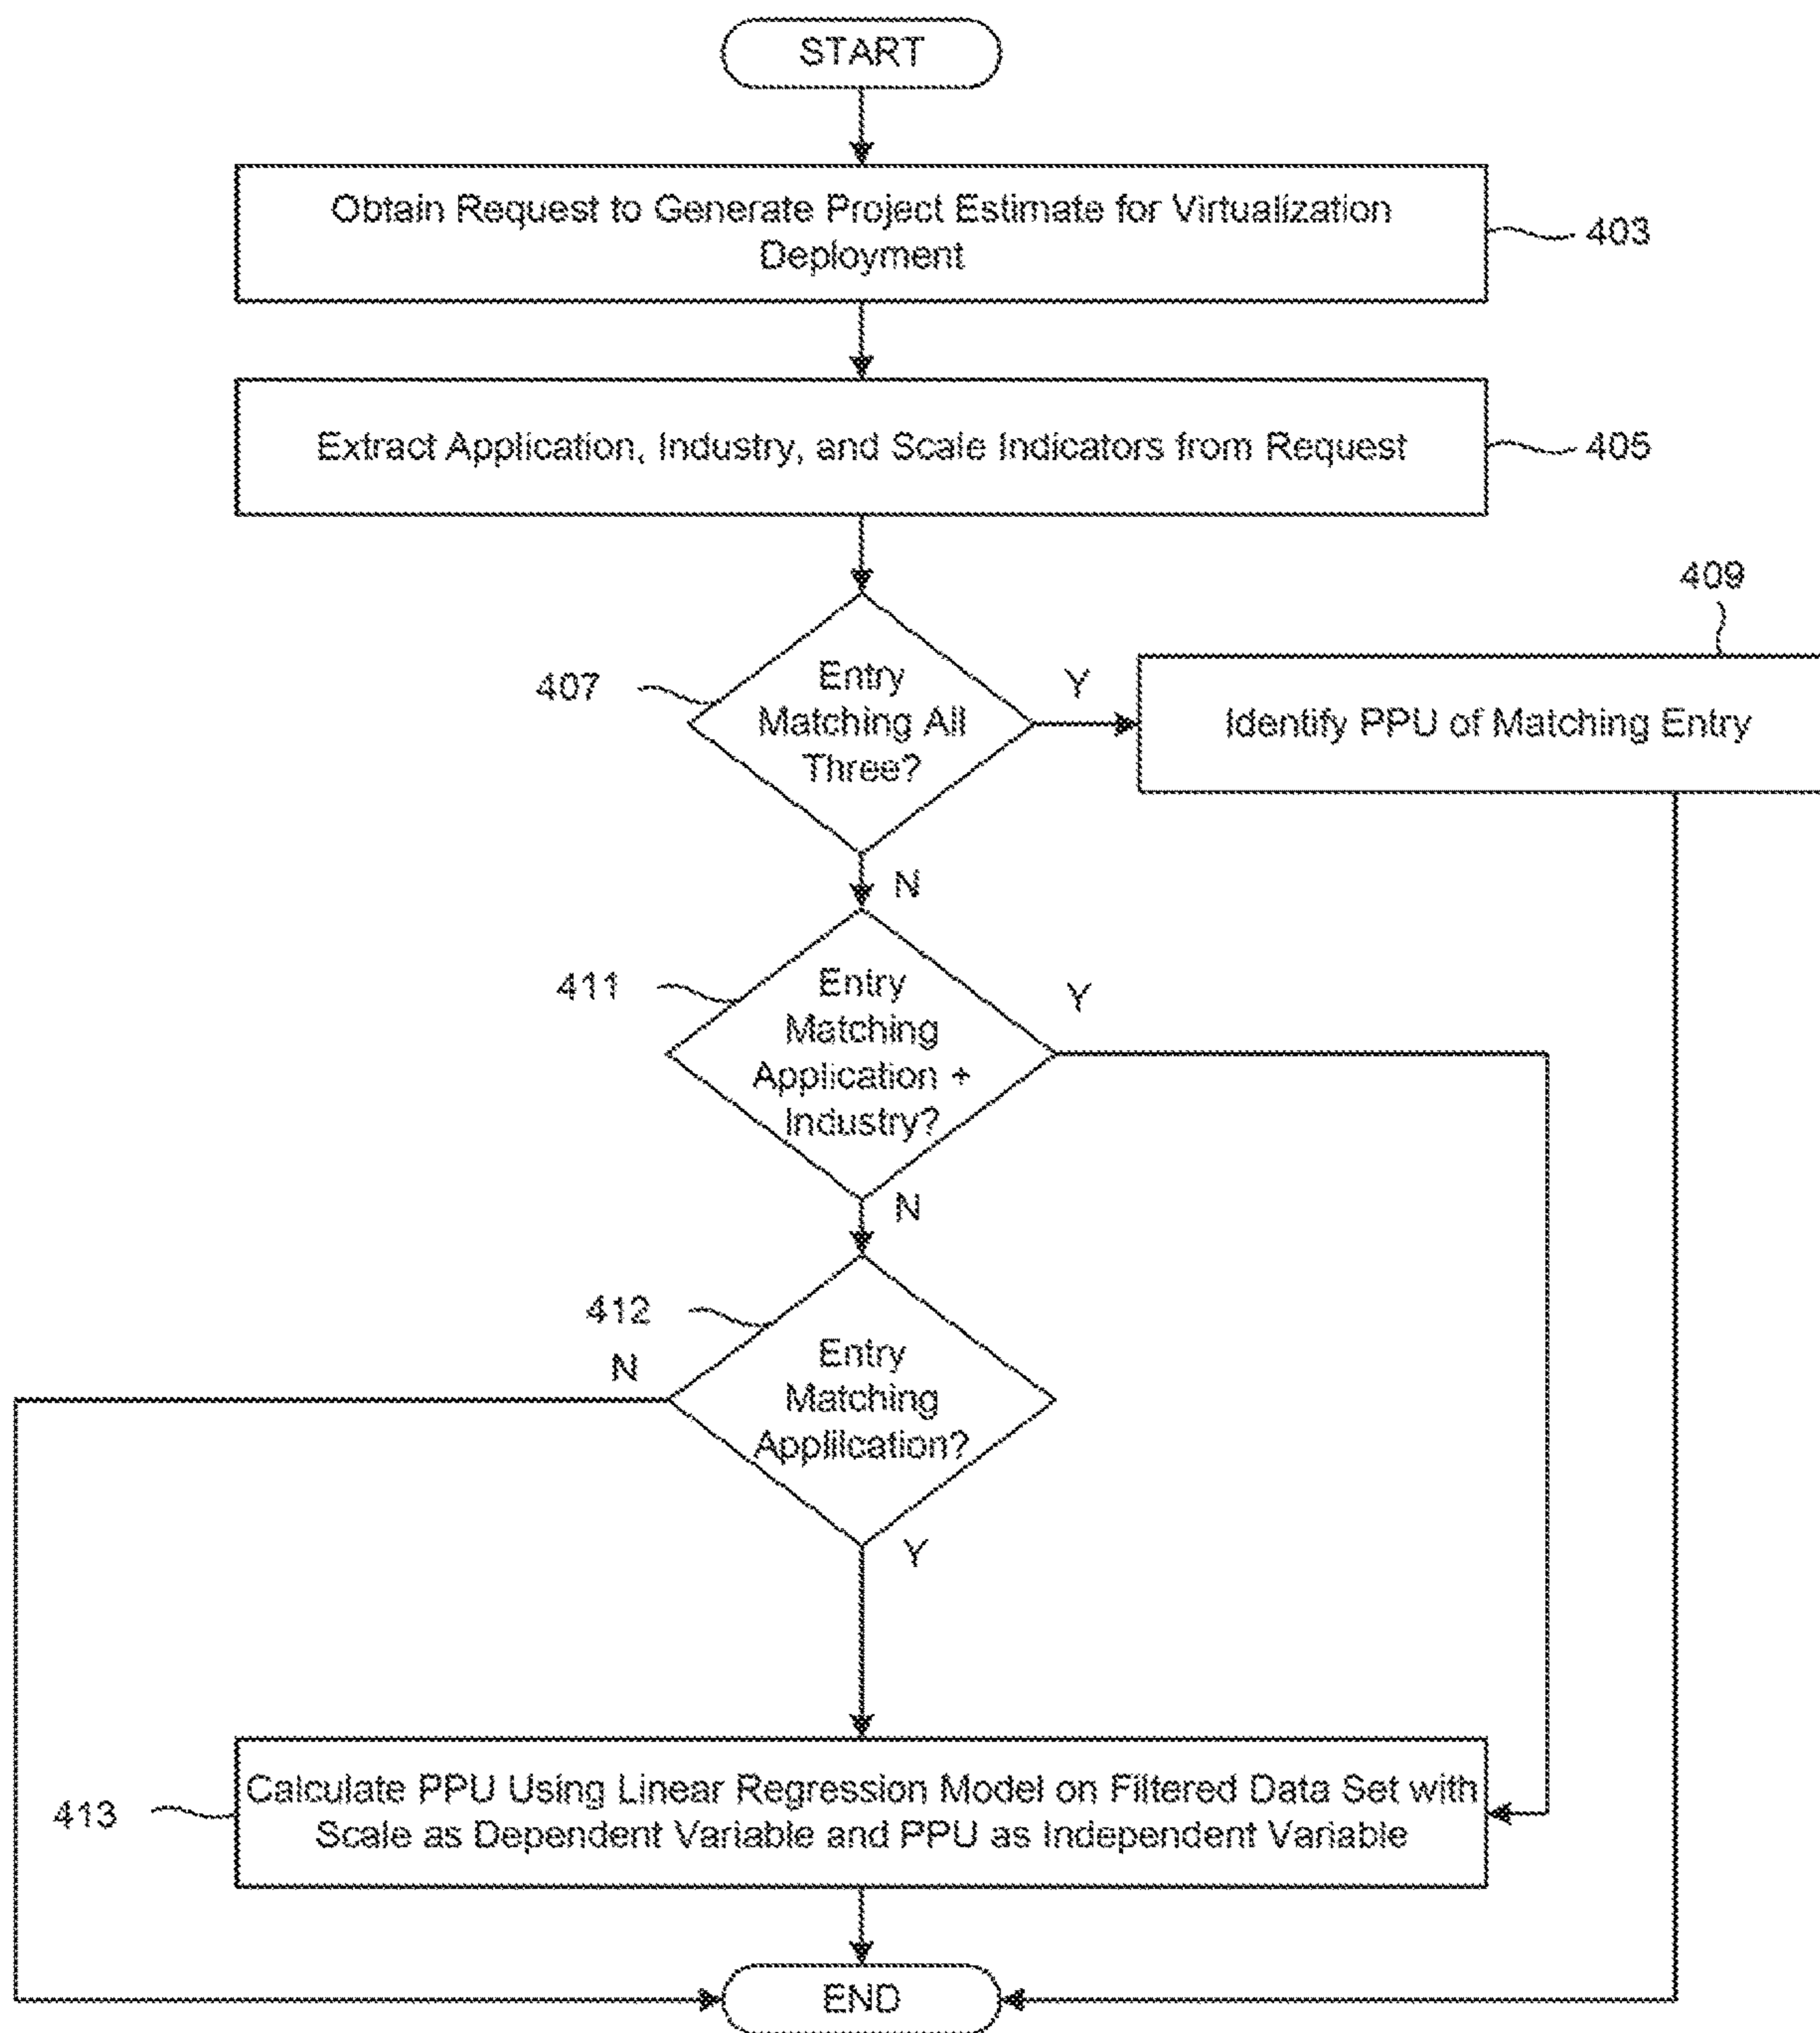 START
Obtain Request to Generate Project Estimate for Virtualization
Deployment
403
Extract Application, Industry, and Scale Indicators from Request
405
409
407
Entry
Matching All
Three?
Y
Identify PPU of Matching Entry
N
411
Entry
Matching
Application +
Industry?
Y
N
412
N
Entry
Matching
Applilcation?
Y
413
Calculate PPU Using Linear Regression Model on Filtered Data Set with
Scale as Dependent Variable and PPU as Independent Variable
END